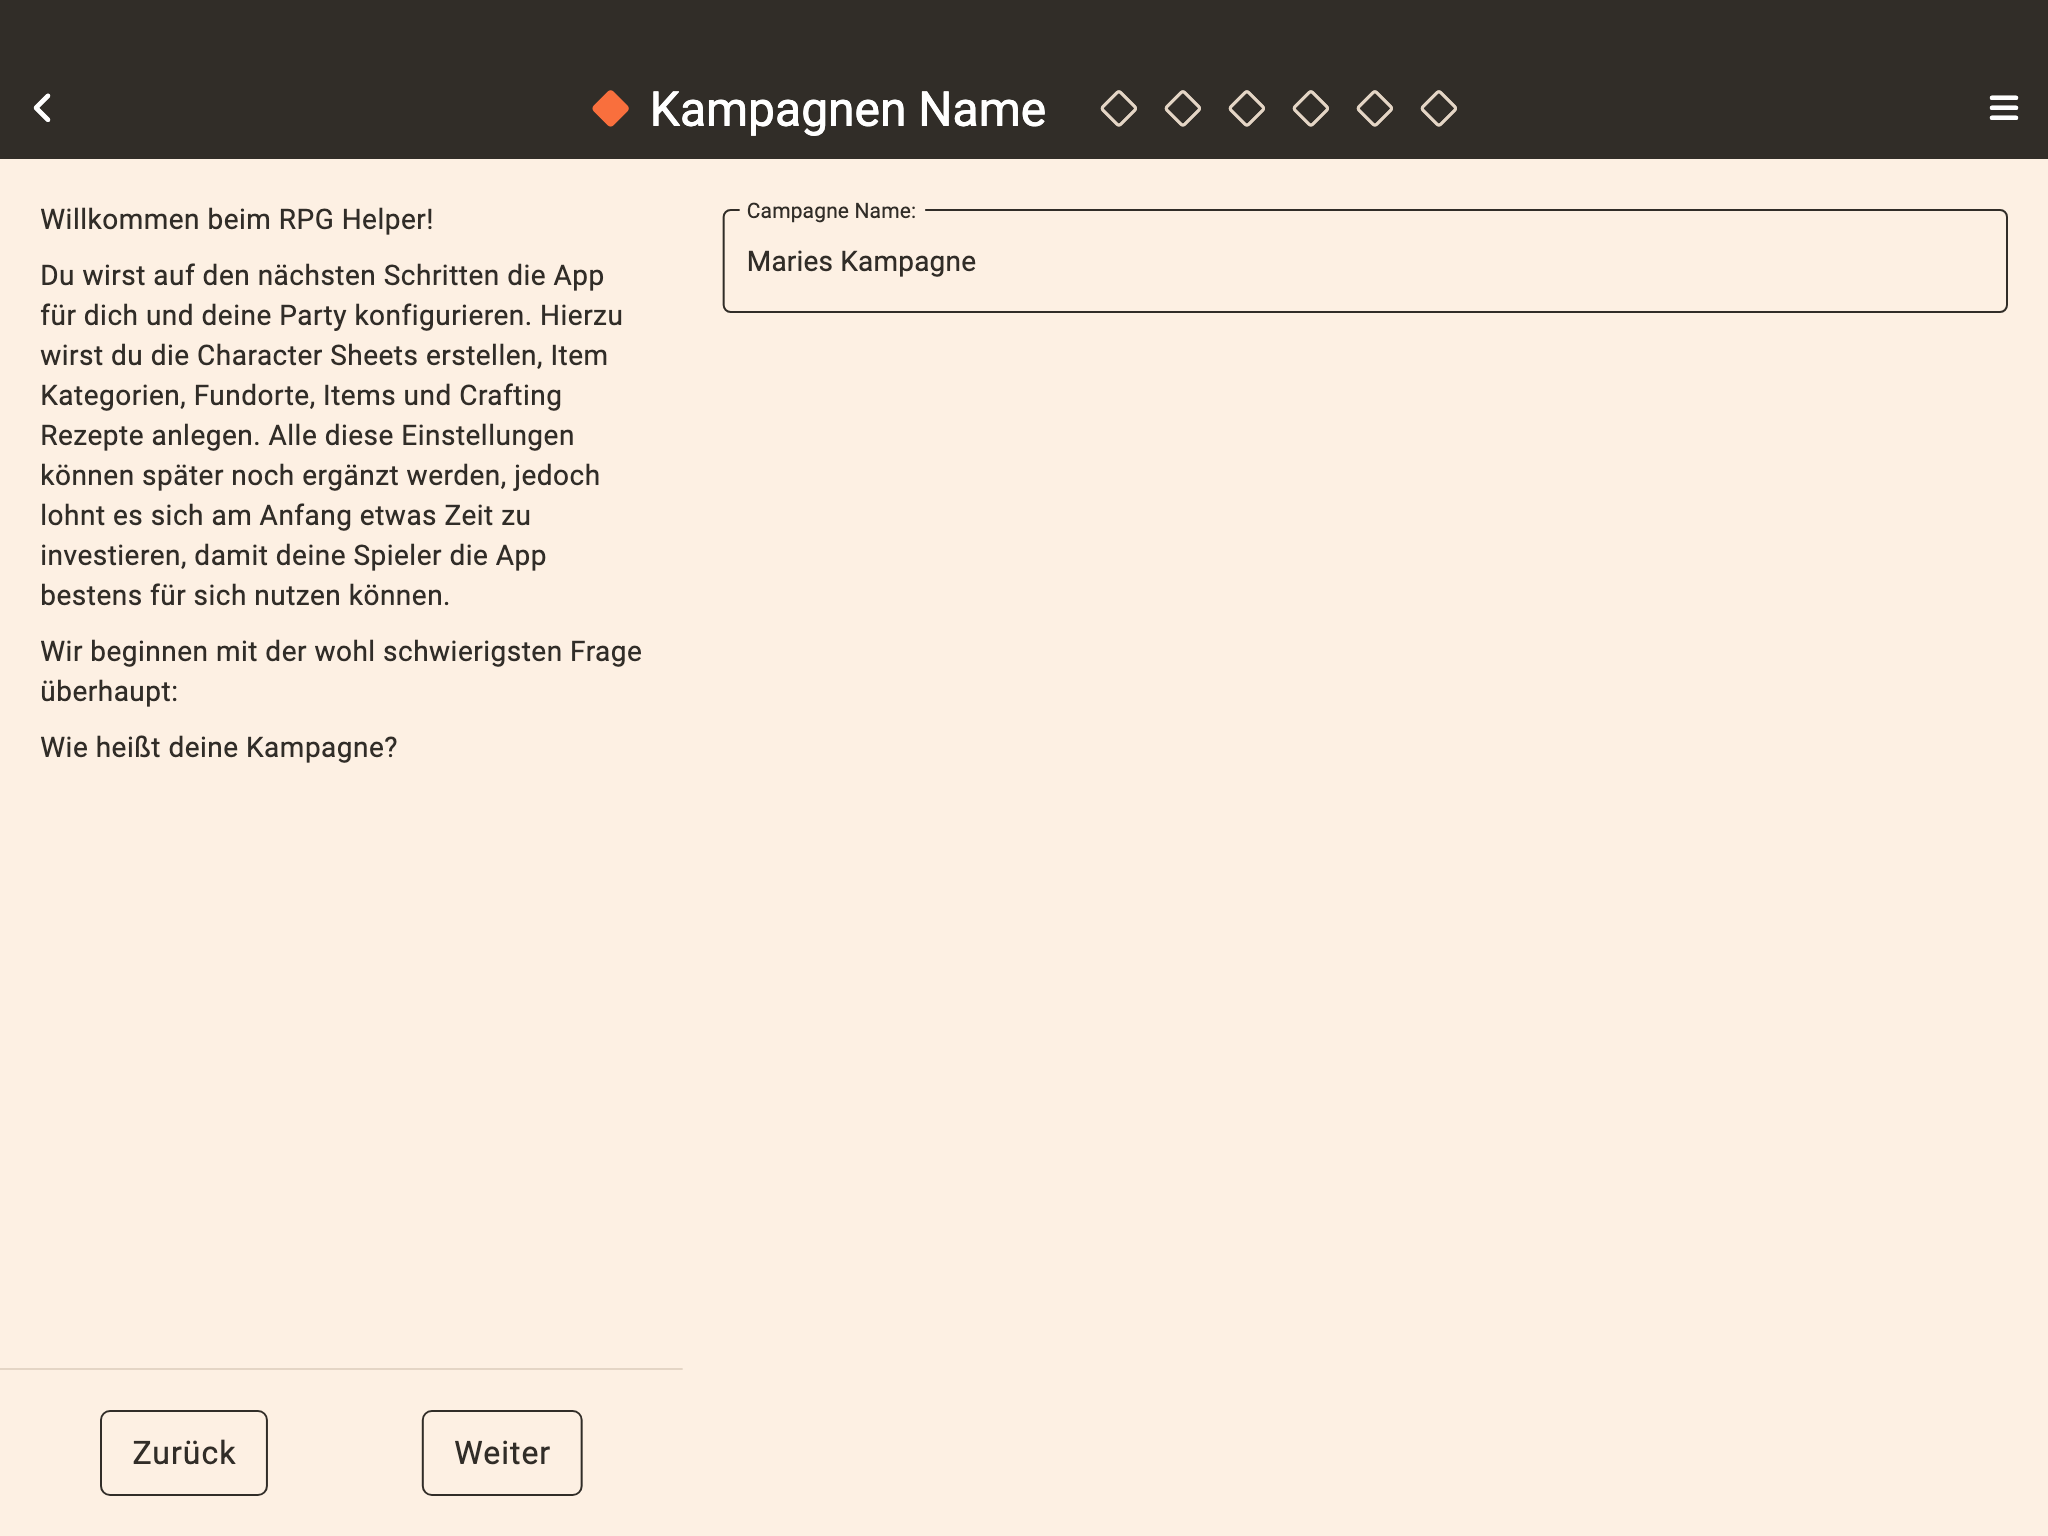 Kampagnen Name
Willkommen beim RPG Helper!
Du wirst auf den nächsten Schritten die App
für dich und deine Party konfigurieren. Hierzu
wirst du die Character Sheets erstellen, Item
Kategorien, Fundorte, Items und Crafting
Rezepte anlegen. Alle diese Einstellungen
können später noch ergänzt werden, jedoch
lohnt es sich am Anfang etwas Zeit zu
investieren, damit deine Spieler die App
bestens für sich nutzen können.
Wir beginnen mit der wohl schwierigsten Frage
überhaupt:
Wie heißt deine Kampagne?
Campagne Name:
Maries Kampagne
Zurück
Weiter